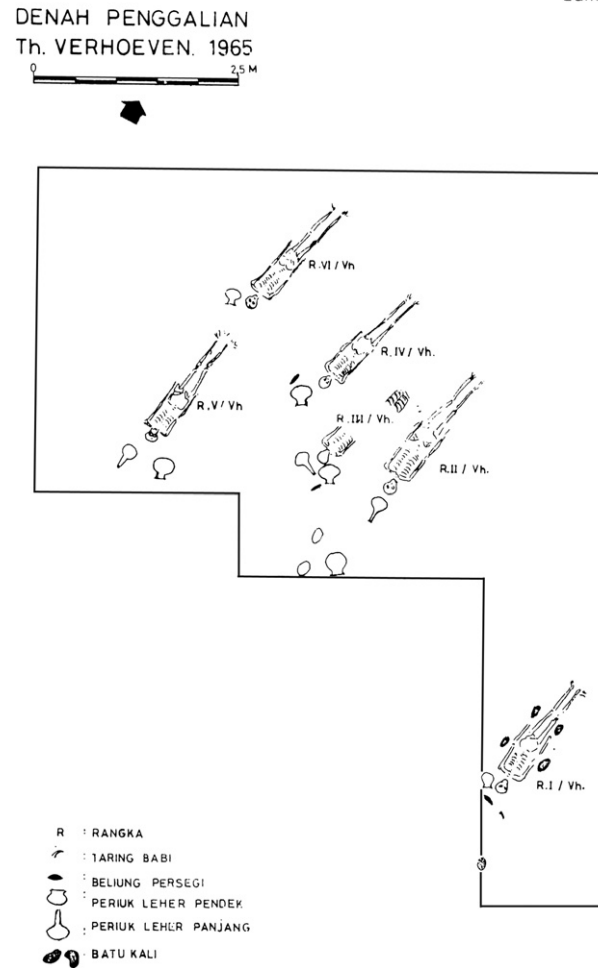 DENAH PENGGALIAN
Th. VERHOEVEN. 1965
0 2,5 M
R.VI / Vh
R.IV / Vh.
R.V / Vh
R.III / Vh.
R.II / Vh.
R.I / Vh.
R : RANGKA
: TARING BABI
: BELIUNG PERSEGI
: PERIUK LEHER PENDEK
: PERIUK LEHER PANJANG
: BATU KALI